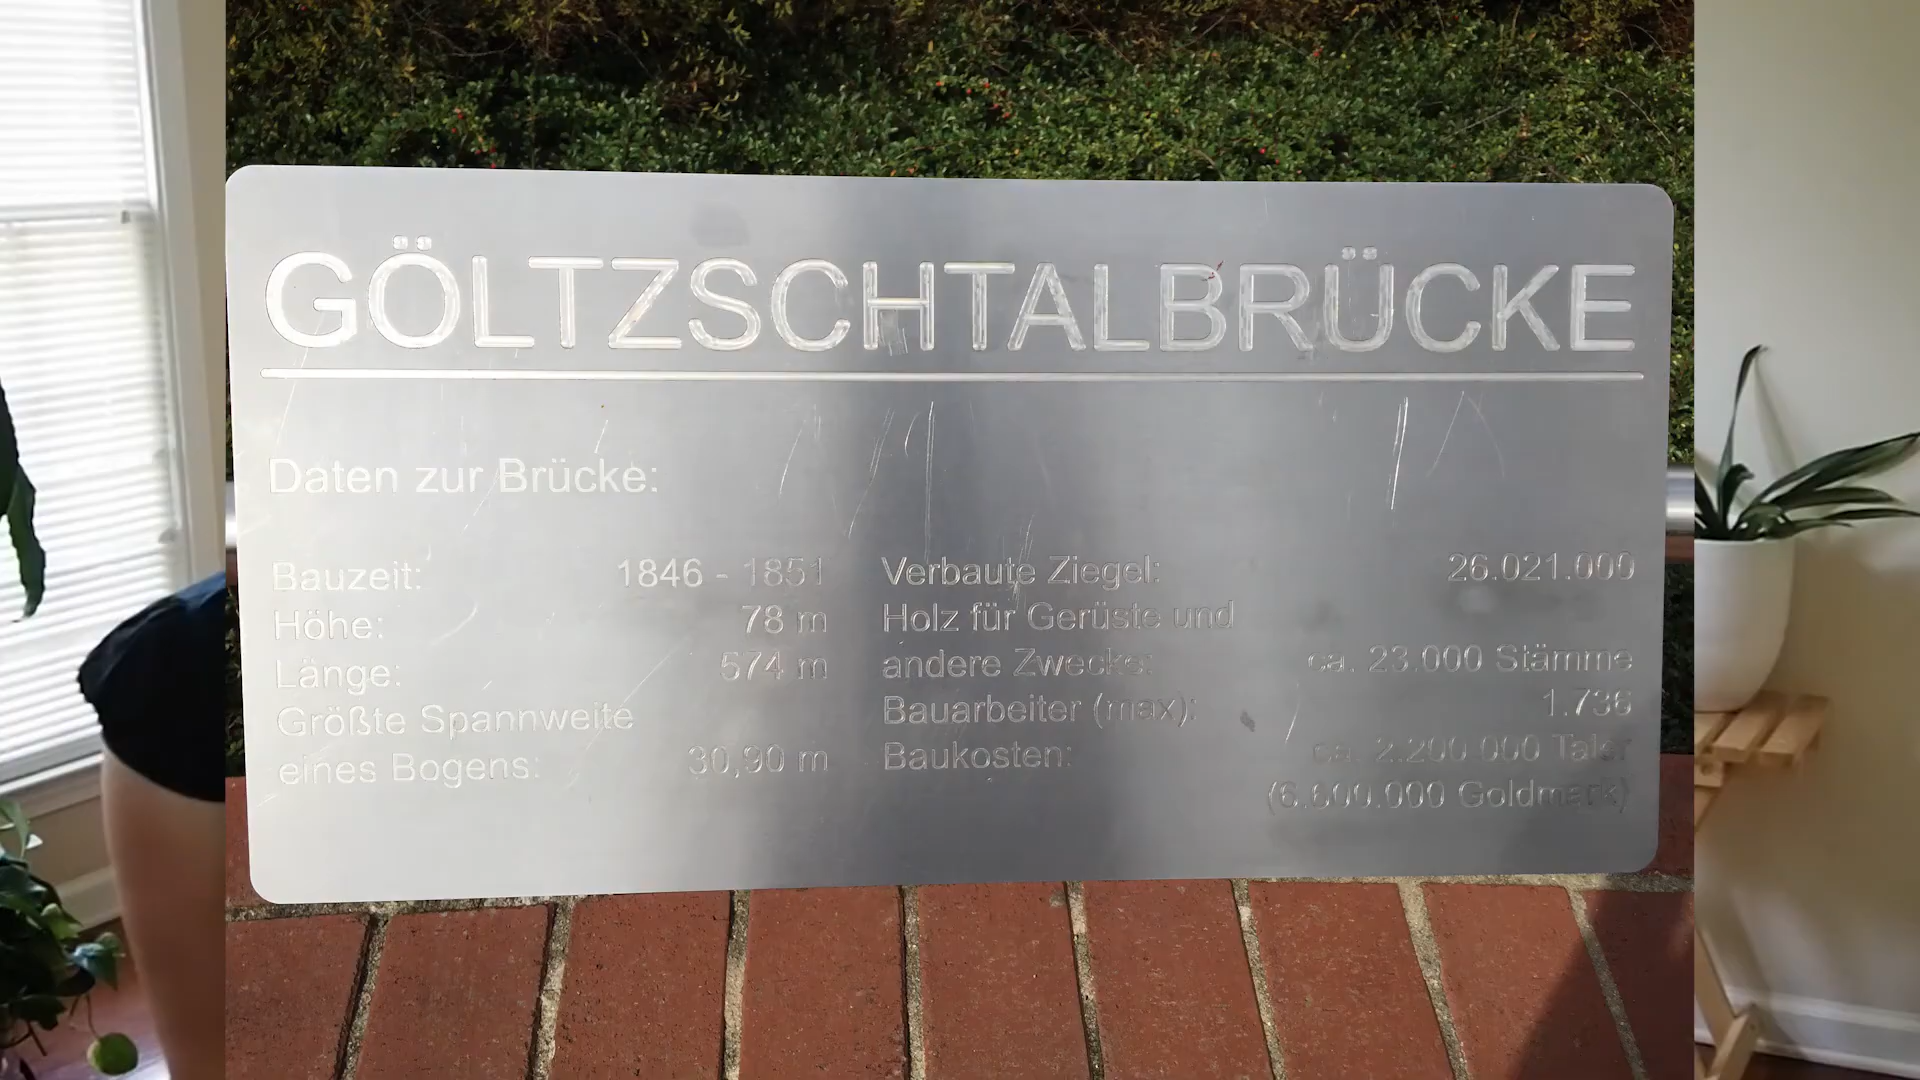 GÖLTZSCHTALBRÜCKE
Daten zur Brücke:
Bauzeit: 1846 - 1851
Höhe: 78 m
Länge: 574 m
Größte Spannweite
eines Bogens: 30,90 m
Verbaute Ziegel: 26.021.000
Holz für Gerüste und
andere Zwecke: ca. 23.000 Stämme
Bauarbeiter (max): 1.736
Baukosten: ca. 2.200 000 Taler
(6.600.000 Goldmark)